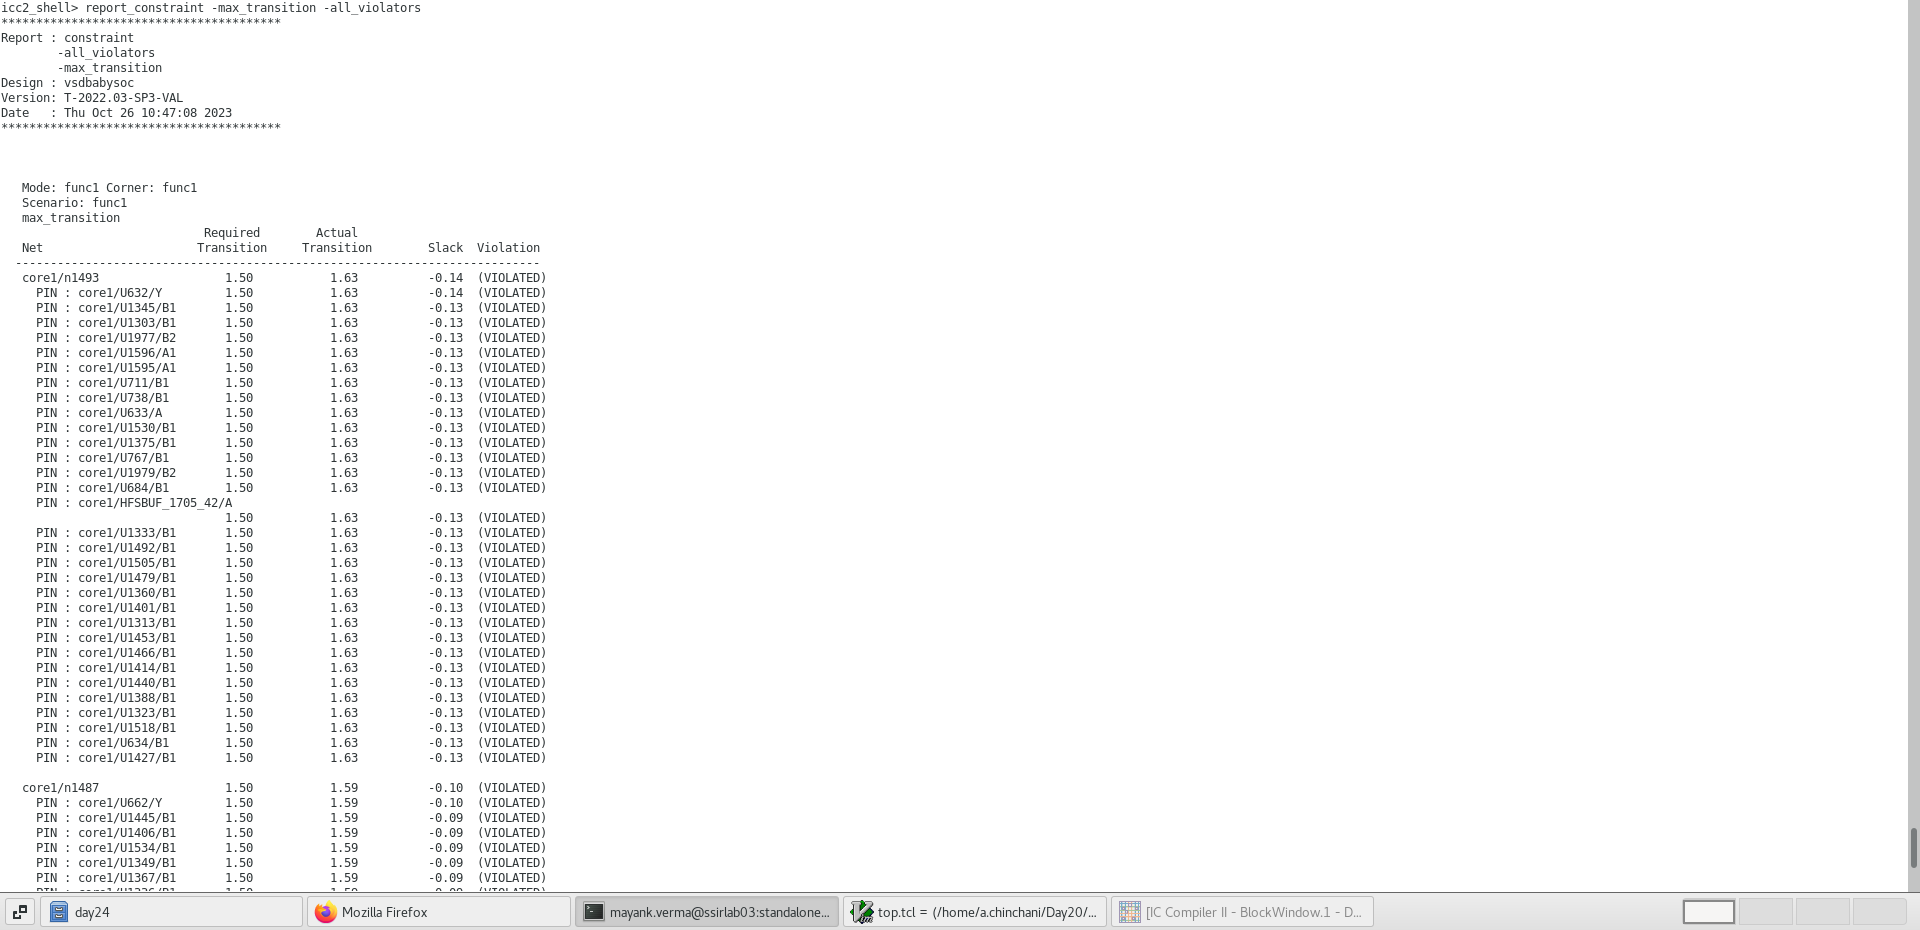 icc2_shell> report_constraint -max_transition -all_violators
****************************************
Report : constraint
        -all_violators
        -max_transition
Design : vsdbabysoc
Version: T-2022.03-SP3-VAL
Date   : Thu Oct 26 10:47:08 2023
****************************************
Mode: func1 Corner: func1
Scenario: func1
max_transition
Required Actual
Net Transition Transition Slack Violation
---------------------------------------------------------------------------
core1/n1493 1.50 1.63 -0.14 (VIOLATED)
PIN : core1/U632/Y 1.50 1.63 -0.14 (VIOLATED)
PIN : core1/U1345/B1 1.50 1.63 -0.13 (VIOLATED)
PIN : core1/U1303/B1 1.50 1.63 -0.13 (VIOLATED)
PIN : core1/U1977/B2 1.50 1.63 -0.13 (VIOLATED)
PIN : core1/U1596/A1 1.50 1.63 -0.13 (VIOLATED)
PIN : core1/U1595/A1 1.50 1.63 -0.13 (VIOLATED)
PIN : core1/U711/B1 1.50 1.63 -0.13 (VIOLATED)
PIN : core1/U738/B1 1.50 1.63 -0.13 (VIOLATED)
PIN : core1/U633/A 1.50 1.63 -0.13 (VIOLATED)
PIN : core1/U1530/B1 1.50 1.63 -0.13 (VIOLATED)
PIN : core1/U1375/B1 1.50 1.63 -0.13 (VIOLATED)
PIN : core1/U767/B1 1.50 1.63 -0.13 (VIOLATED)
PIN : core1/U1979/B2 1.50 1.63 -0.13 (VIOLATED)
PIN : core1/U684/B1 1.50 1.63 -0.13 (VIOLATED)
PIN : core1/HFSBUF_1705_42/A
1.50 1.63 -0.13 (VIOLATED)
PIN : core1/U1333/B1 1.50 1.63 -0.13 (VIOLATED)
PIN : core1/U1492/B1 1.50 1.63 -0.13 (VIOLATED)
PIN : core1/U1505/B1 1.50 1.63 -0.13 (VIOLATED)
PIN : core1/U1479/B1 1.50 1.63 -0.13 (VIOLATED)
PIN : core1/U1360/B1 1.50 1.63 -0.13 (VIOLATED)
PIN : core1/U1401/B1 1.50 1.63 -0.13 (VIOLATED)
PIN : core1/U1313/B1 1.50 1.63 -0.13 (VIOLATED)
PIN : core1/U1453/B1 1.50 1.63 -0.13 (VIOLATED)
PIN : core1/U1466/B1 1.50 1.63 -0.13 (VIOLATED)
PIN : core1/U1414/B1 1.50 1.63 -0.13 (VIOLATED)
PIN : core1/U1440/B1 1.50 1.63 -0.13 (VIOLATED)
PIN : core1/U1388/B1 1.50 1.63 -0.13 (VIOLATED)
PIN : core1/U1323/B1 1.50 1.63 -0.13 (VIOLATED)
PIN : core1/U1518/B1 1.50 1.63 -0.13 (VIOLATED)
PIN : core1/U634/B1 1.50 1.63 -0.13 (VIOLATED)
PIN : core1/U1427/B1 1.50 1.63 -0.13 (VIOLATED)
core1/n1487 1.50 1.59 -0.10 (VIOLATED)
PIN : core1/U662/Y 1.50 1.59 -0.10 (VIOLATED)
PIN : core1/U1445/B1 1.50 1.59 -0.09 (VIOLATED)
PIN : core1/U1406/B1 1.50 1.59 -0.09 (VIOLATED)
PIN : core1/U1534/B1 1.50 1.59 -0.09 (VIOLATED)
PIN : core1/U1349/B1 1.50 1.59 -0.09 (VIOLATED)
PIN : core1/U1367/B1 1.50 1.59 -0.09 (VIOLATED)
day24
Mozilla Firefox
mayank.verma@ssirlab03:standalone...
top.tcl = (/home/a.chinchani/Day20/...
[IC Compiler II - BlockWindow.1 - D...